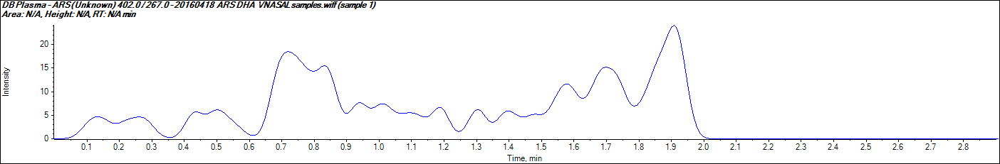 DB Plasma - ARS (Unknown) 402.0 / 267.0 - 20160418 ARS DHA VNASAL samples.wiff (sample 1)
Area: N/A, Height: N/A, RT: N/A min
20
15
10
5
0
Intensity
0.1 0.2 0.3 0.4 0.5 0.6 0.7 0.8 0.9 1.0 1.1 1.2 1.3 1.4 1.5 1.6 1.7 1.8 1.9 2.0 2.1 2.2 2.3 2.4 2.5 2.6 2.7 2.8
Time, min